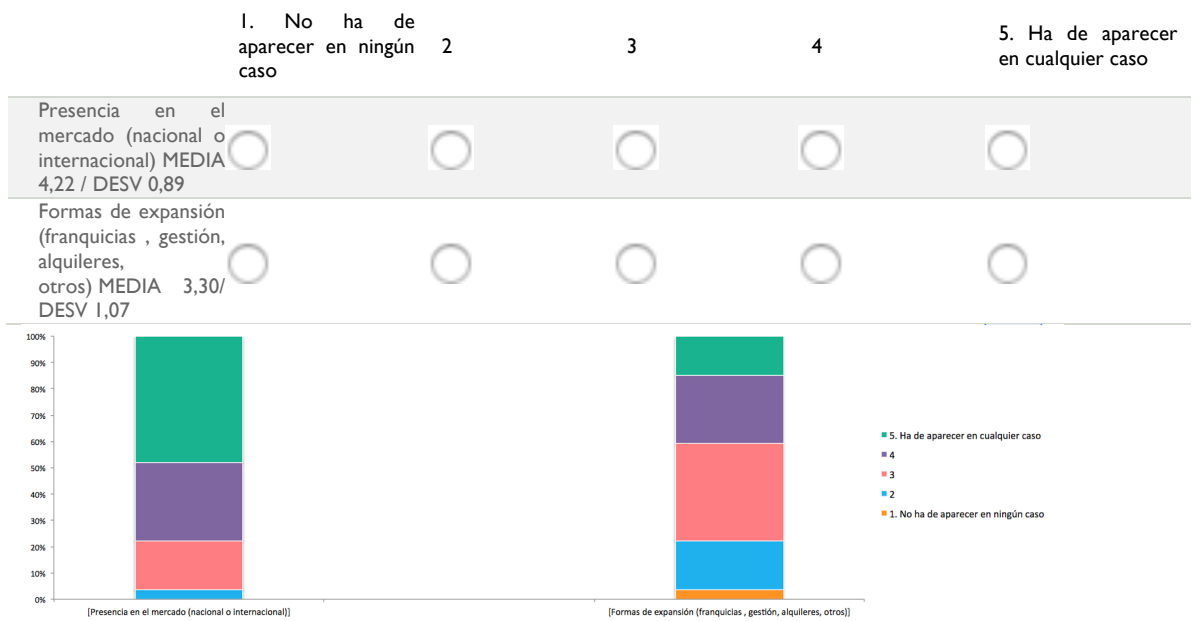 1. No ha de
aparecer en ningún
caso
2
3
4
5. Ha de aparecer
en cualquier caso
Presencia en el
mercado (nacional o
internacional) MEDIA
4,22 / DESV 0,89
Formas de expansión
(franquicias , gestión,
alquileres,
otros) MEDIA 3,30/
DESV 1,07
100%
90%
80%
70%
60%
50%
40%
30%
20%
10%
0%
[Presencia en el mercado (nacional o internacional)]
[Formas de expansión (franquicias , gestión, alquileres, otros)]
5. Ha de aparecer en cualquier caso
4
3
2
1. No ha de aparecer en ningún caso